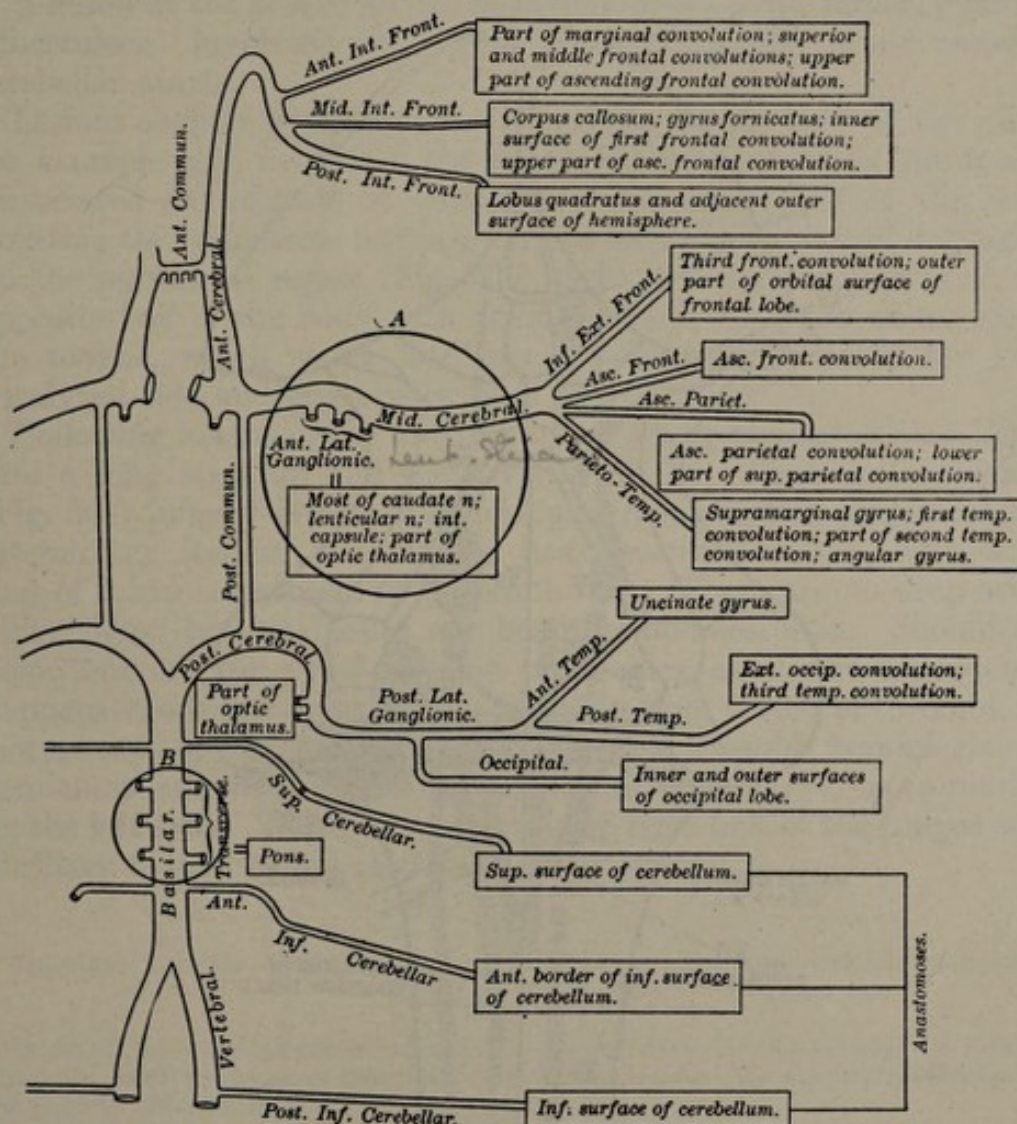 Ant. Int. Front.
Part of marginal convolution; superior
and middle frontal convolutions; upper
part of ascending frontal convolution.
Mid. Int. Front.
Corpus callosum; gyrus fornicatus; inner
surface of first frontal convolution;
upper part of asc. frontal convolution.
Post. Int. Front.
Lobus quadratus and adjacent outer
surface of hemisphere.
Ant. Commun.
Ant. Cerebral.
A
Inf. Ext. Front.
Third front. convolution; outer
part of orbital surface of
frontal lobe.
Asc. Front.
Asc. front. convolution.
Mid. Cerebral.
Asc. Pariet.
Asc. parietal convolution; lower
part of sup. parietal convolution.
Parieto-Temp.
Supramarginal gyrus; first temp.
convolution; part of second temp.
convolution; angular gyrus.
Ant. Lat.
Ganglionic.
Most of caudate n;
lenticular n; int.
capsule; part of
optic thalamus.
Post. Commun.
Post. Cerebral
Part of
optic
thalamus.
Post. Lat.
Ganglionic.
Ant. Temp.
Uncinate gyrus.
Post. Temp.
Ext. occip. convolution;
third temp. convolution.
Occipital.
Inner and outer surfaces
of occipital lobe.
B
Basilar.
Transverse.
Pons.
Sup. Cerebellar.
Sup. surface of cerebellum.
Ant. Inf. Cerebellar
Ant. border of inf. surface
of cerebellum.
Anastomoses.
Vertebral.
Post. Inf. Cerebellar.
Inf. surface of cerebellum.